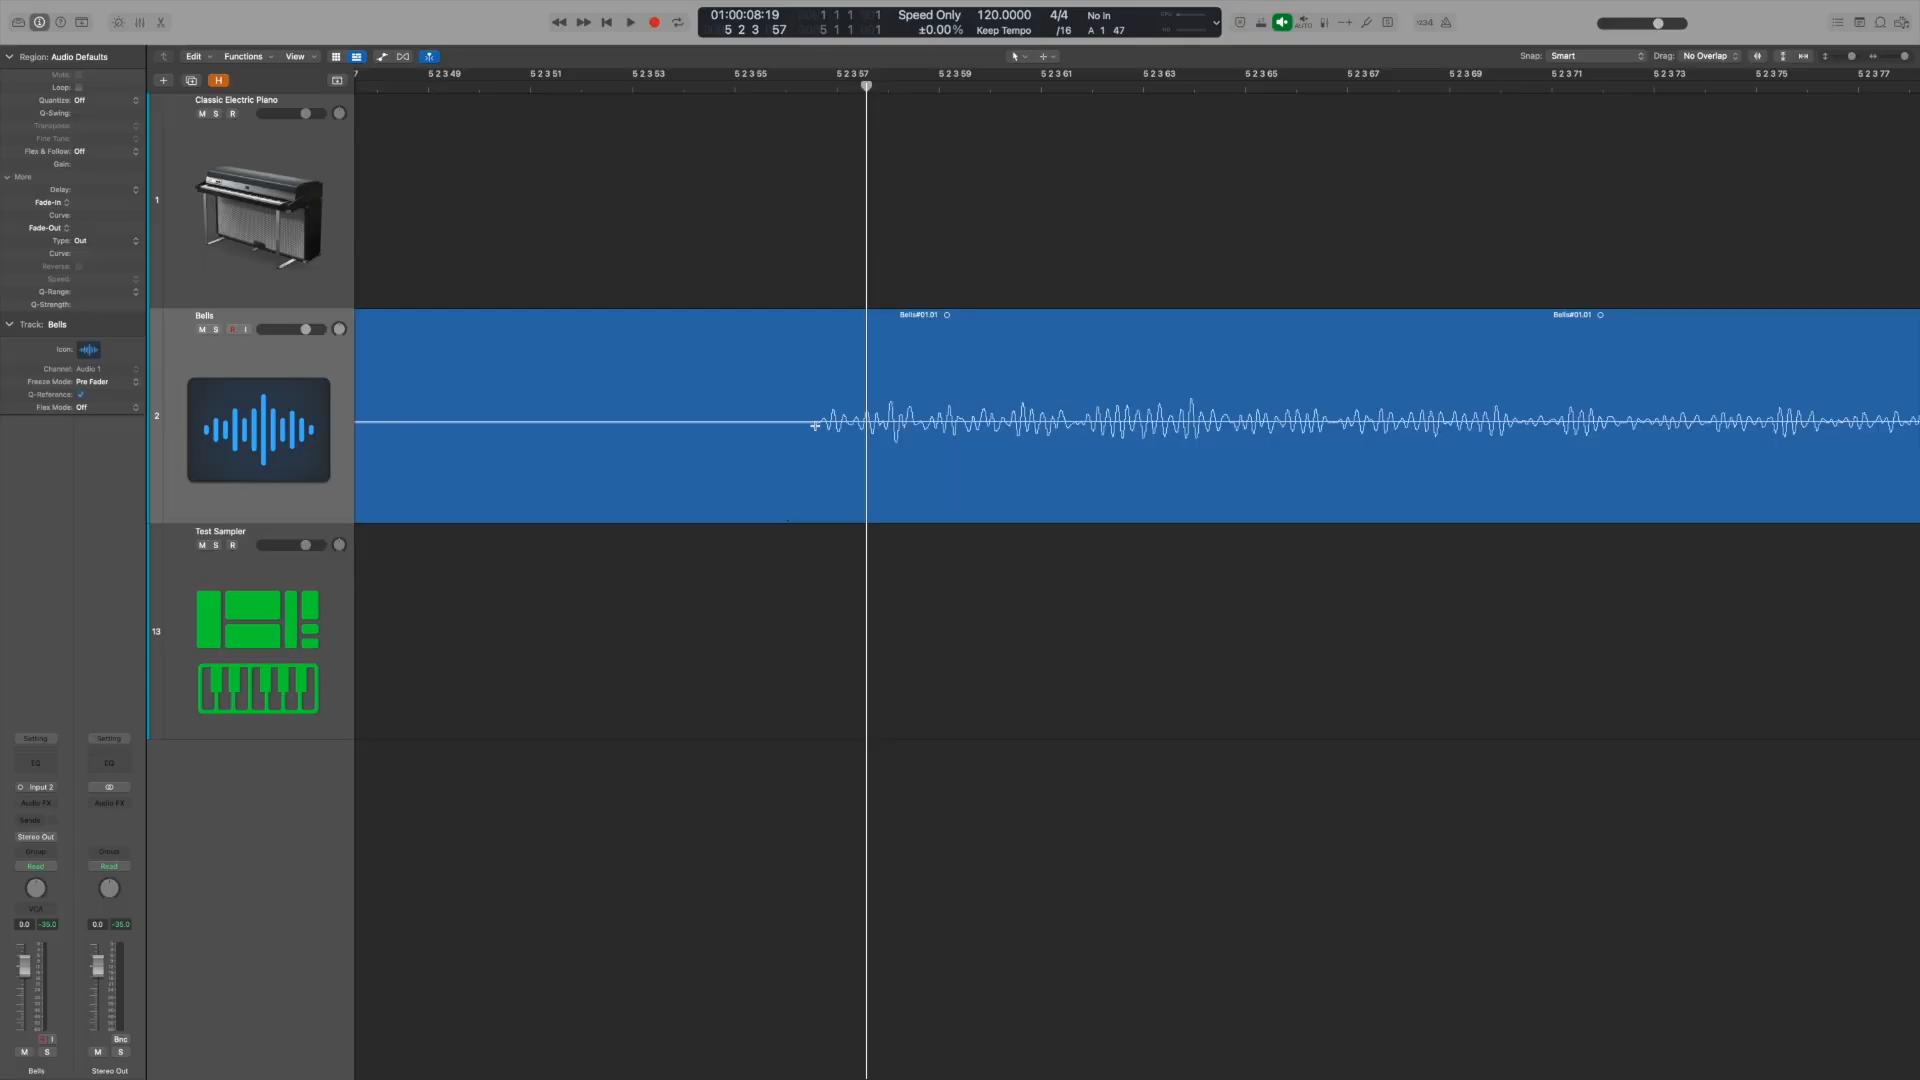 01:00:08:19
5 2 3 57
1 1 1 001
5 1 1 001
Speed Only
±0.00%
120.0000
Keep Tempo
4/4
/16
No in
A 1 47
CPU
HD
AUTO
1234
Region: Audio Defaults
Mute:
Loop:
Quantize: Off
Q-Swing:
Transpose:
Fine Tune:
Flex & Follow: Off
Gain:
More
Delay:
Fade-In
Curve:
Fade-Out
Type: Out
Curve:
Reverse:
Speed:
Q-Range:
Q-Strength:
Track: Bells
Icon:
Channel: Audio 1
Freeze Mode: Pre Fader
Q-Reference:
Flex Mode: Off
Edit
Functions
View
Snap: Smart
Drag: No Overlap
H
7
5 2 3 49
5 2 3 51
5 2 3 53
5 2 3 55
5 2 3 57
5 2 3 59
5 2 3 61
5 2 3 63
5 2 3 65
5 2 3 67
5 2 3 69
5 2 3 71
5 2 3 73
5 2 3 75
5 2 3 77
1
Classic Electric Piano
M S R
2
Bells
M S R I
Bells#01.01
Bells#01.01
13
Test Sampler
M S R
Setting
Setting
EQ
EQ
Input 2
Audio FX
Audio FX
Sends
Stereo Out
Group
Group
Read
Read
VCA
0.0 -35.0
0.0 -35.0
I
Bnc
M S
M S
Bells
Stereo Out